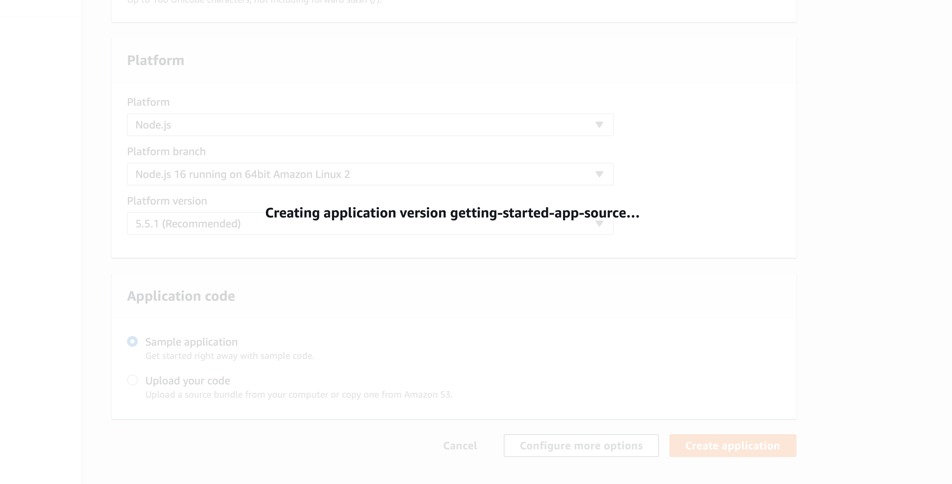 Up to 100 Unicode characters, not including forward slash (/).
Platform
Platform
Node.js
Platform branch
Node.js 16 running on 64bit Amazon Linux 2
Platform version
Creating application version getting-started-app-source...
5.5.1 (Recommended)
Application code
Sample application
Get started right away with sample code.
Upload your code
Upload a source bundle from your computer or copy one from Amazon S3.
Cancel
Configure more options
Create application